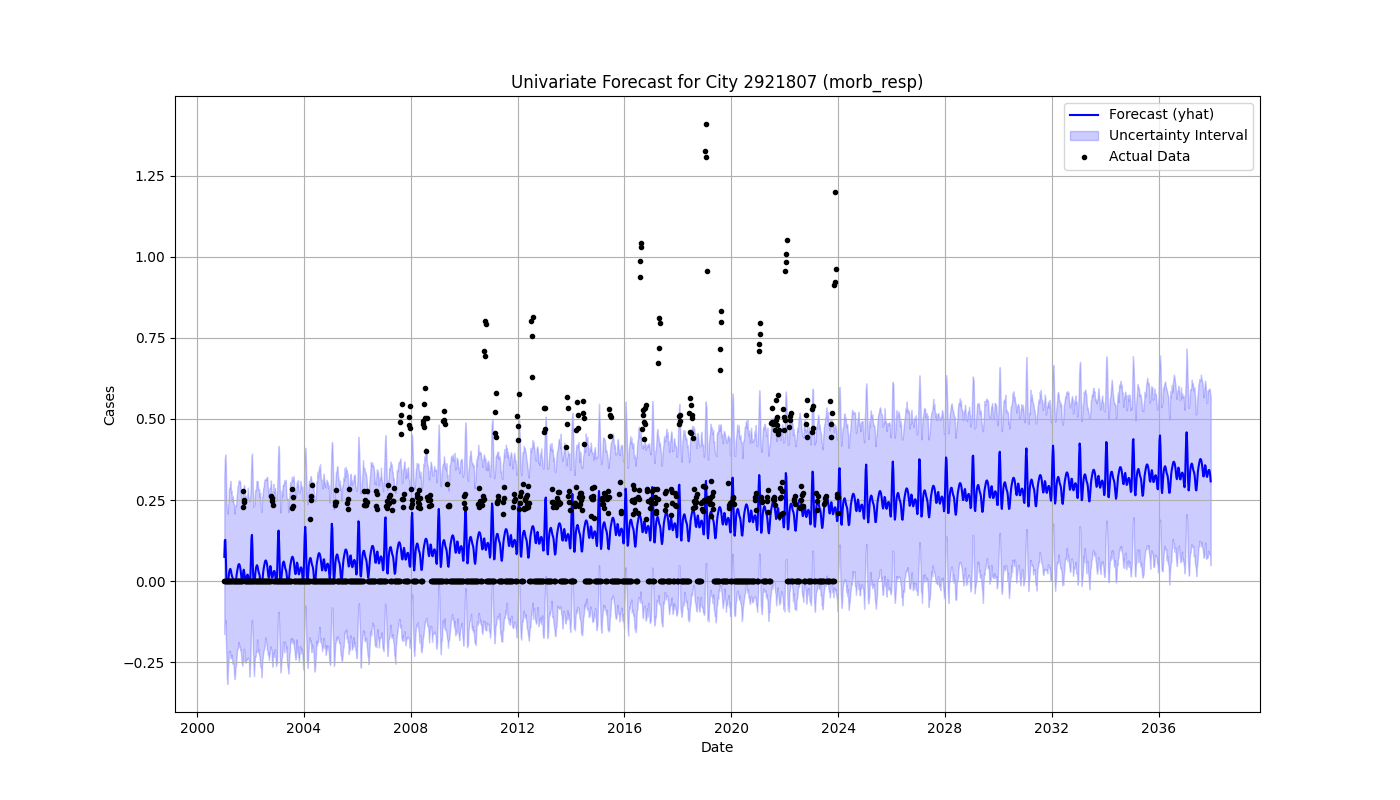 Univariate Forecast for City 2921807 (morb_resp)
Forecast (yhat)
Uncertainty Interval
Actual Data
1.25
1.00
0.75
0.50
0.25
0.00
−0.25
Cases
2000 2004 2008 2012 2016 2020 2024 2028 2032 2036
Date